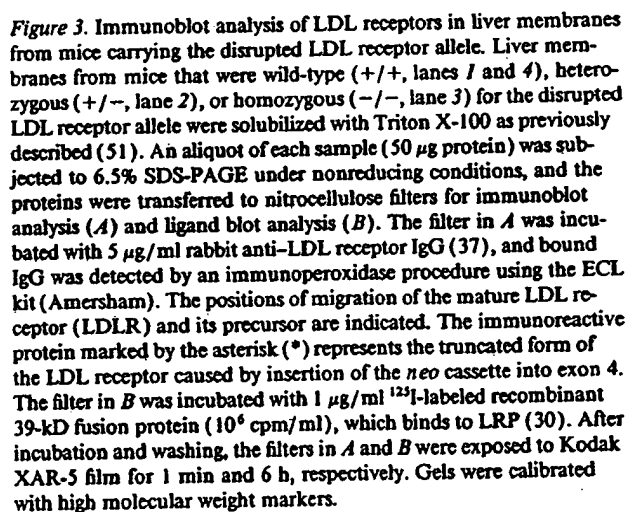 Figure 3. Immunoblot analysis of LDL receptors in liver membranes
from mice carrying the disrupted LDL receptor allele. Liver mem-
branes from mice that were wild-type (+/+, lanes 1 and 4), hetero-
zygous (+/−, lane 2), or homozygous (−/−, lane 3) for the disrupted
LDL receptor allele were solubilized with Triton X-100 as previously
described (51). An aliquot of each sample (50 μg protein) was sub-
jected to 6.5% SDS-PAGE under nonreducing conditions, and the
proteins were transferred to nitrocellulose filters for immunoblot
analysis (A) and ligand blot analysis (B). The filter in A was incu-
bated with 5 μg/ml rabbit anti–LDL receptor IgG (37), and bound
IgG was detected by an immunoperoxidase procedure using the ECL
kit (Amersham). The positions of migration of the mature LDL re-
ceptor (LDLR) and its precursor are indicated. The immunoreactive
protein marked by the asterisk (*) represents the truncated form of
the LDL receptor caused by insertion of the neo cassette into exon 4.
The filter in B was incubated with 1 μg/ml ¹²⁵I-labeled recombinant
39-kD fusion protein (10⁶ cpm/ml), which binds to LRP (30). After
incubation and washing, the filters in A and B were exposed to Kodak
XAR-5 film for 1 min and 6 h, respectively. Gels were calibrated
with high molecular weight markers.